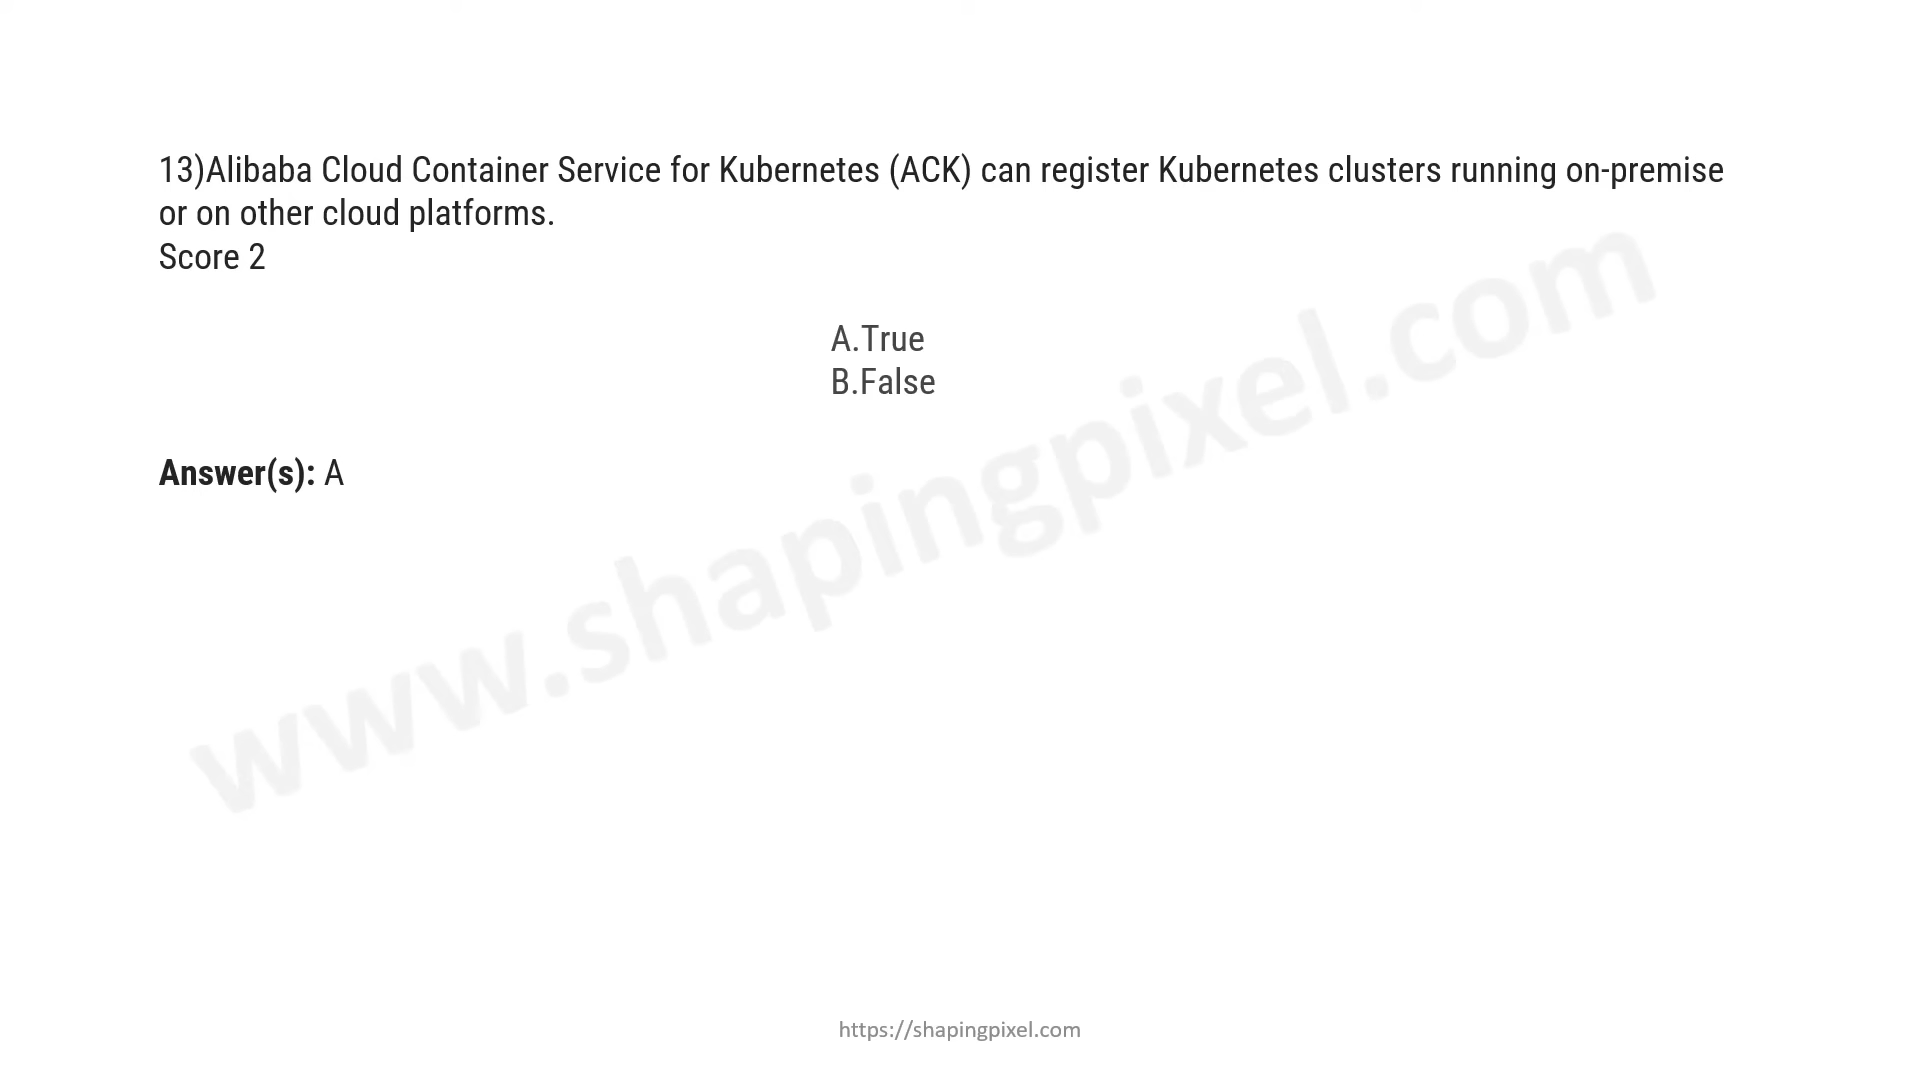 13)Alibaba Cloud Container Service for Kubernetes (ACK) can register Kubernetes clusters running on-premise
or on other cloud platforms.
Score 2
A.True
B.False
Answer(s): A
www.shapingpixel.com
https://shapingpixel.com